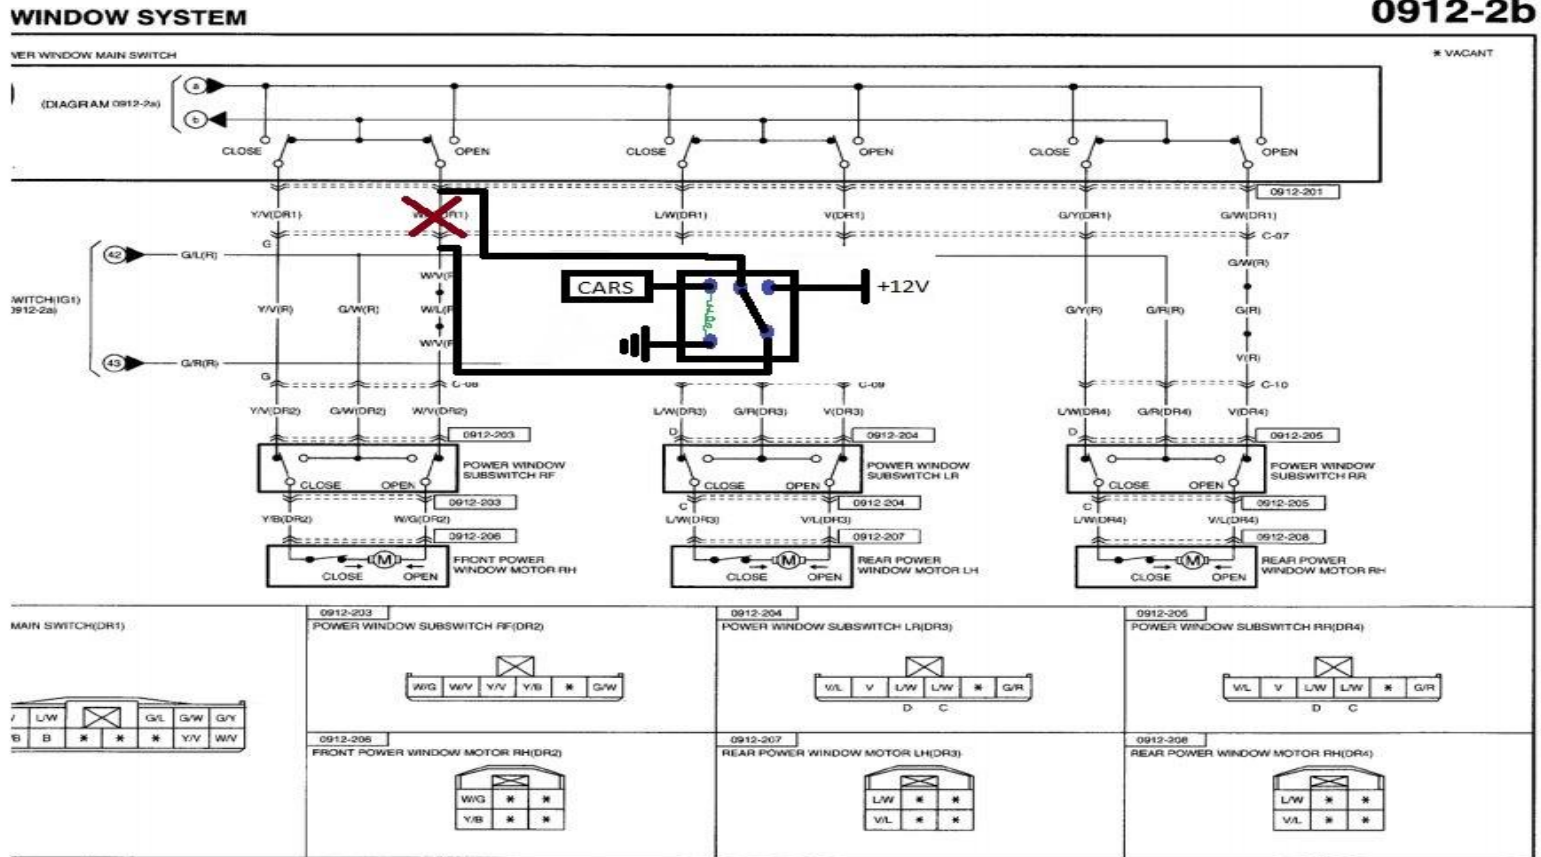 WINDOW SYSTEM
0912-2b
WER WINDOW MAIN SWITCH
* VACANT
(DIAGRAM 0912-2a)
a
b
CLOSE
OPEN
CLOSE
OPEN
CLOSE
OPEN
0912-201
Y/V(DR1)
L/W(DR1)
V(DR1)
G/Y(DR1)
G/W(DR1)
C-07
G
42
G/L(R)
G/W(R)
W/V(R
CARS
+12V
WITCH(IG1)
0912-2a)
Y/V(R)
G/W(R)
W/L(R
G/Y(R)
G/R(R)
G(R)
W/V(R
43
G/R(R)
V(R)
G
C-08
C-09
C-10
Y/V(DR2)
G/W(DR2)
W/V(DR2)
L/W(DR3)
G/R(DR3)
V(DR3)
L/W(DR4)
G/R(DR4)
V(DR4)
0912-203
D
0912-204
D
0912-205
POWER WINDOW
SUBSWITCH RF
POWER WINDOW
SUBSWITCH LR
POWER WINDOW
SUBSWITCH RR
CLOSE
OPEN
CLOSE
OPEN
CLOSE
OPEN
0912-203
C
0912-204
C
0912-205
Y/B(DR2)
W/G(DR2)
L/W(DR3)
V/L(DR3)
L/W(DR4)
V/L(DR4)
0912-206
0912-207
0912-208
M
FRONT POWER
WINDOW MOTOR RH
M
REAR POWER
WINDOW MOTOR LH
M
REAR POWER
WINDOW MOTOR RH
CLOSE
OPEN
CLOSE
OPEN
CLOSE
OPEN
MAIN SWITCH(DR1)
L/W G/L G/W G/Y
B * * * Y/V W/V
0912-203
POWER WINDOW SUBSWITCH RF(DR2)
W/G W/V Y/V Y/B * G/W
0912-204
POWER WINDOW SUBSWITCH LR(DR3)
V/L V L/W L/W * G/R
D C
0912-205
POWER WINDOW SUBSWITCH RR(DR4)
V/L V L/W L/W * G/R
D C
0912-206
FRONT POWER WINDOW MOTOR RH(DR2)
W/G * *
Y/B * *
0912-207
REAR POWER WINDOW MOTOR LH(DR3)
L/W * *
V/L * *
0912-208
REAR POWER WINDOW MOTOR RH(DR4)
L/W * *
V/L * *